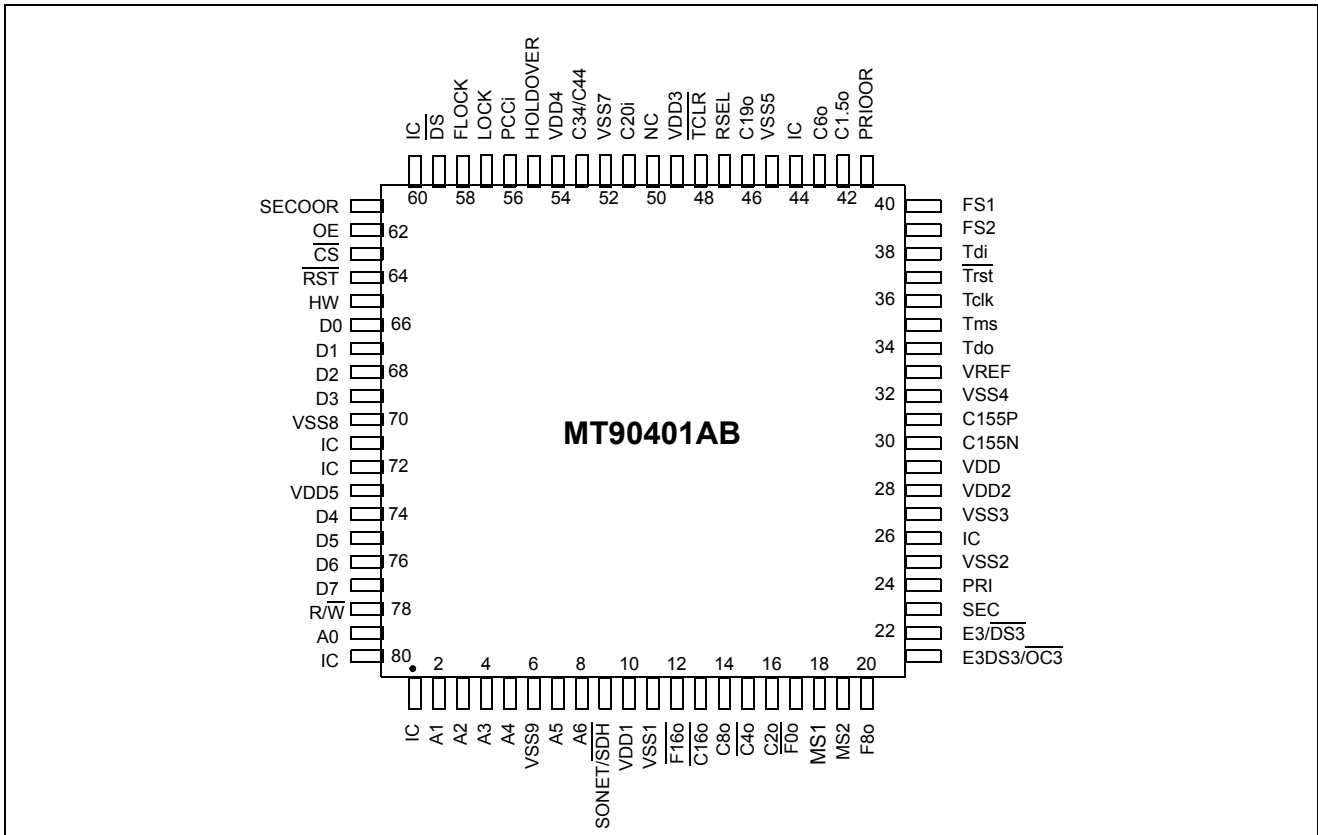 IC
DS
FLOCK
LOCK
PCCi
HOLDOVER
VDD4
C34/C44
VSS7
C20i
NC
VDD3
TCLR
RSEL
C19o
VSS5
IC
C6o
C1.5o
PRIOOR
60
58
56
54
52
50
48
46
44
42
SECOOR
OE
CS
RST
HW
D0
D1
D2
D3
VSS8
IC
IC
VDD5
D4
D5
D6
D7
R/W
A0
IC
62
64
66
68
70
72
74
76
78
80
MT90401AB
40
38
36
34
32
30
28
26
24
22
FS1
FS2
Tdi
Trst
Tclk
Tms
Tdo
VREF
VSS4
C155P
C155N
VDD
VDD2
VSS3
IC
VSS2
PRI
SEC
E3/DS3
E3DS3/OC3
2
4
6
8
10
12
14
16
18
20
IC
A1
A2
A3
A4
VSS9
A5
A6
SONET/SDH
VDD1
VSS1
F16o
C16o
C8o
C4o
C2o
F0o
MS1
MS2
F8o